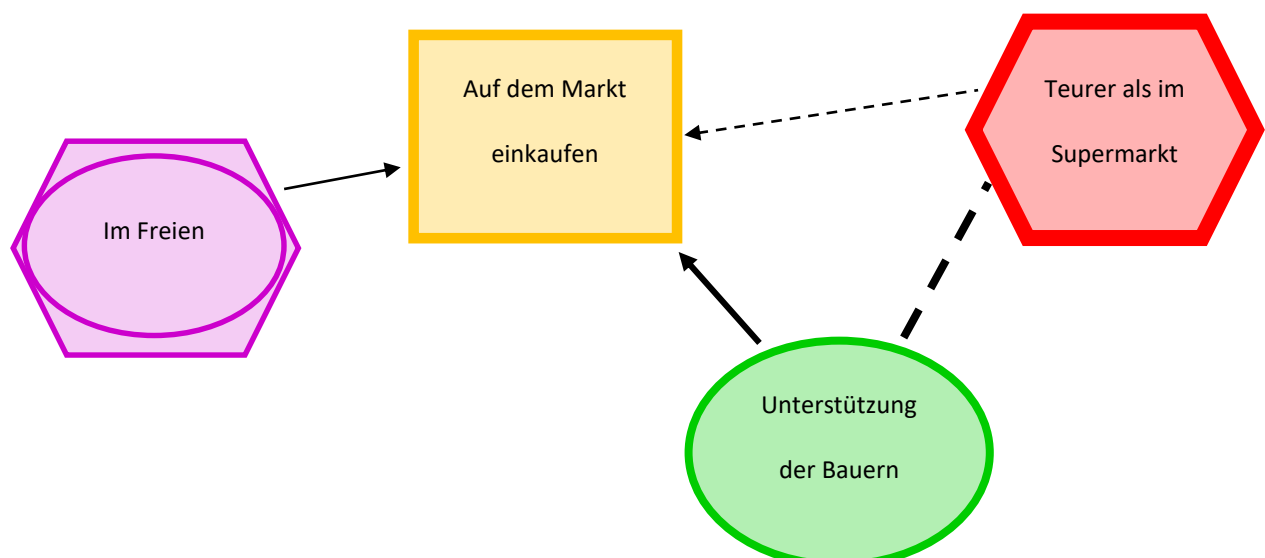 Auf dem Markt
einkaufen
Teurer als im
Supermarkt
Im Freien
Unterstützung
der Bauern